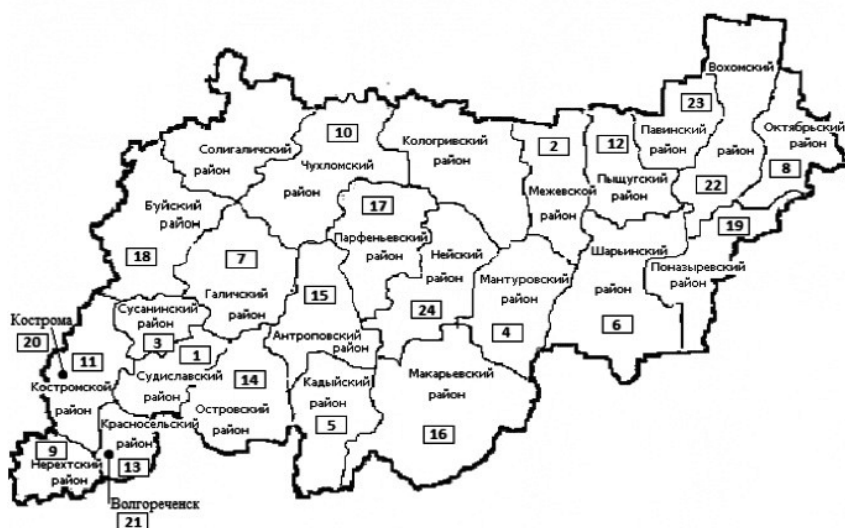 Вохомский
район
23
Павинский
район
Октябрьский
район
8
10
Чухломский
район
Кологривский
район
2
Межевской
район
12
Пыщугский
район
22
19
Солигаличский
район
Буйский
район
18
17
Парфеньевский
район
Нейский
район
24
Шарьинский
район
6
Поназыревский
район
7
Галичский
район
15
Антроповский
район
Мантуровский
район
4
Сусанинский
район
3
Кострома
20
11
Костромской
район
1
Судиславский
район
14
Островский
район
Кадыйский
район
5
Макарьевский
район
16
Красносельский
район
13
9
Нерехтский
район
Волгореченск
21